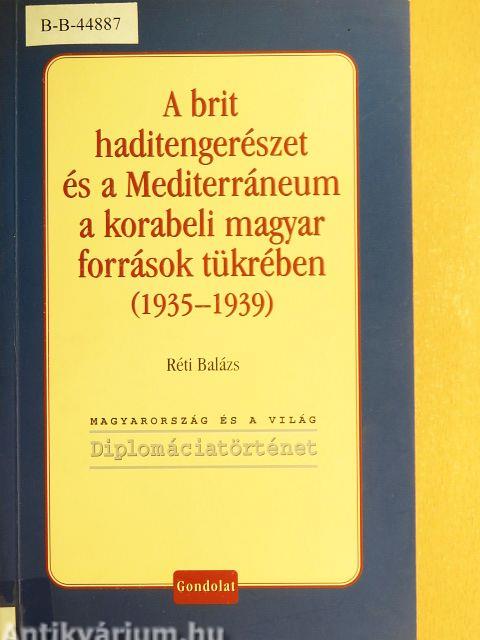 B-B-44887
A brit
haditengerészet
és a Mediterráneum
a korabeli magyar
források tükrében
(1935–1939)
Réti Balázs
MAGYARORSZÁG ÉS A VILÁG
Diplomáciatörténet
Gondolat
Antikvárium.hu